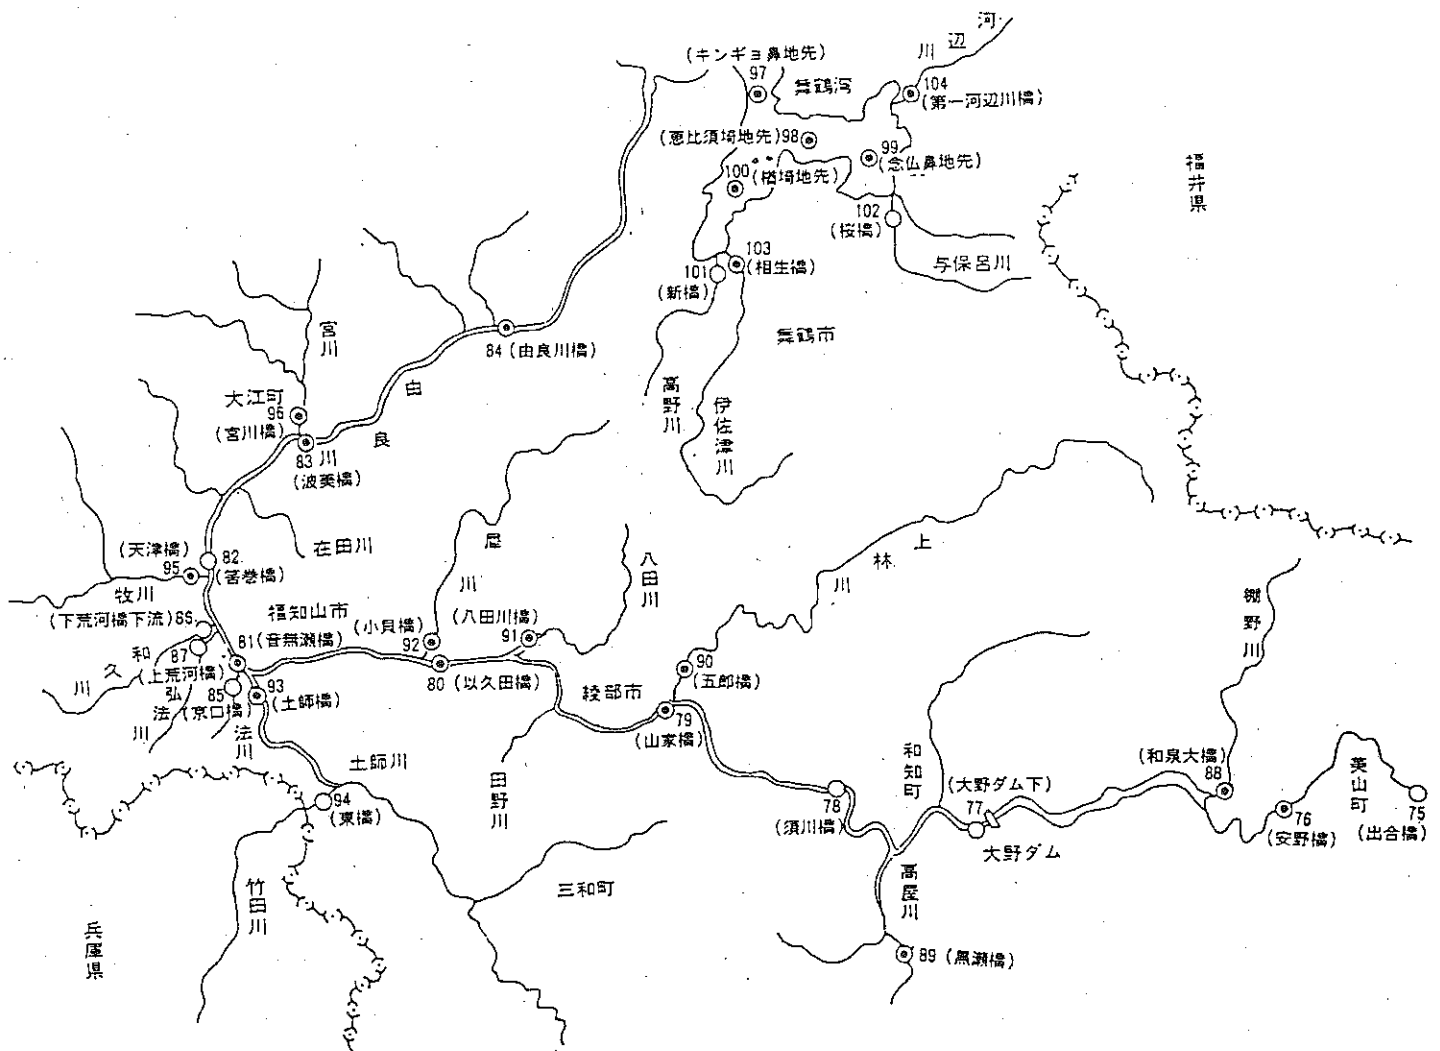 河辺川
(キンギョ鼻地先)
97
舞鶴湾
104
(第一河辺川橋)
(恵比須埼地先)98
99
(念仏鼻地先)
100
(楢埼地先)
福井県
102
(桜橋)
103
(相生橋)
101
(新橋)
与保呂川
宮川
84(由良川橋)
舞鶴市
大江町
96
(宮川橋)
由良川
高野川
伊佐津川
83
(波美橋)
(天津橋)
95
82
(筈巻橋)
在田川
犀川
八田川
上林川
棚野川
牧川
福知山市
(下荒河橋下流)86
81(音無瀬橋)
(小貝橋)
92
(八田川橋)
91
和久川
87
(上荒河橋)
85
(京口橋)
93
(土師橋)
80(以久田橋)
90
(五郎橋)
綾部市
弘法川
法川
79
(山家橋)
土師川
和知町
(大野ダム下)
77
(和泉大橋)
88
美山町
94
(東橋)
田野川
78
(須川橋)
大野ダム
76
(安野橋)
75
(出合橋)
竹田川
三和町
高屋川
兵庫県
89(黒瀬橋)